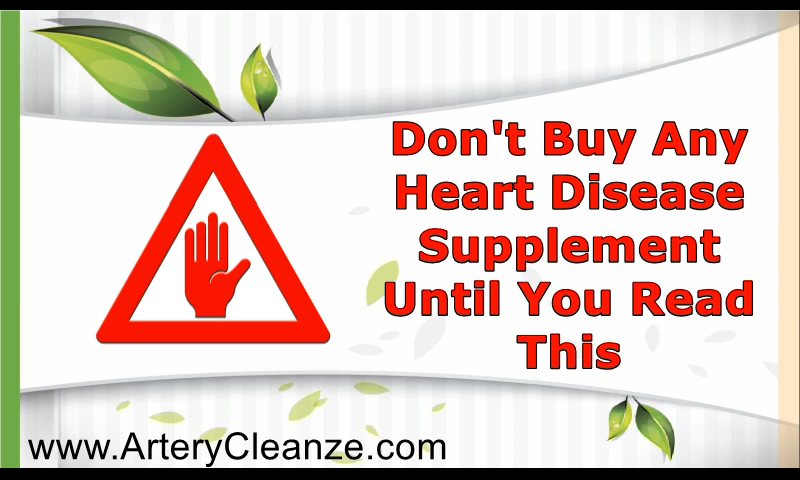 Don't Buy Any
Heart Disease
Supplement
Until You Read
This
www.ArteryCleanze.com